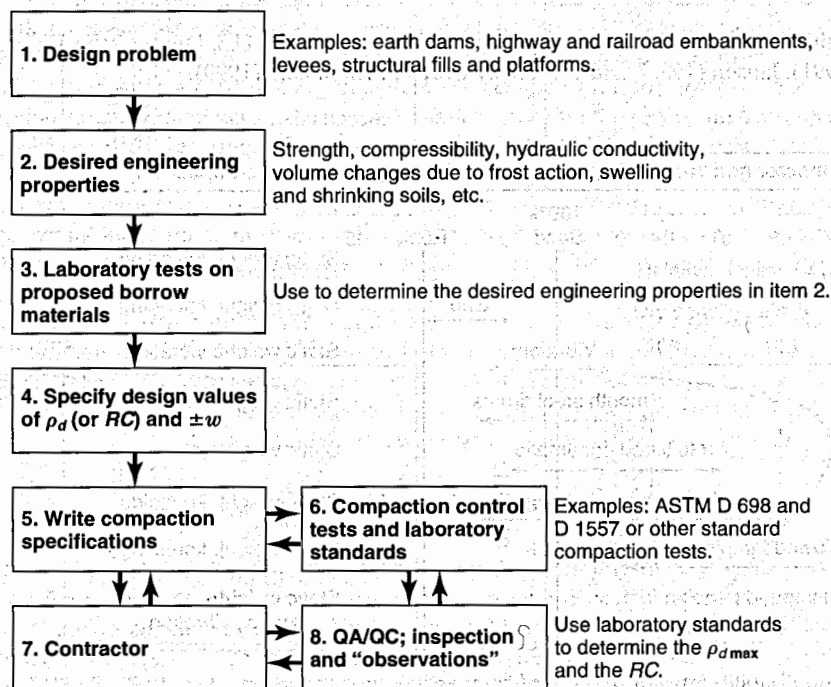 1. Design problem
Examples: earth dams, highway and railroad embankments,
levees, structural fills and platforms.
2. Desired engineering
properties
Strength, compressibility, hydraulic conductivity,
volume changes due to frost action, swelling
and shrinking soils, etc.
3. Laboratory tests on
proposed borrow
materials
Use to determine the desired engineering properties in item 2.
4. Specify design values
of ρd (or RC) and ±w
5. Write compaction
specifications
6. Compaction control
tests and laboratory
standards
Examples: ASTM D 698 and
D 1557 or other standard
compaction tests.
7. Contractor
8. QA/QC; inspection
and “observations”
Use laboratory standards
to determine the ρd max
and the RC.